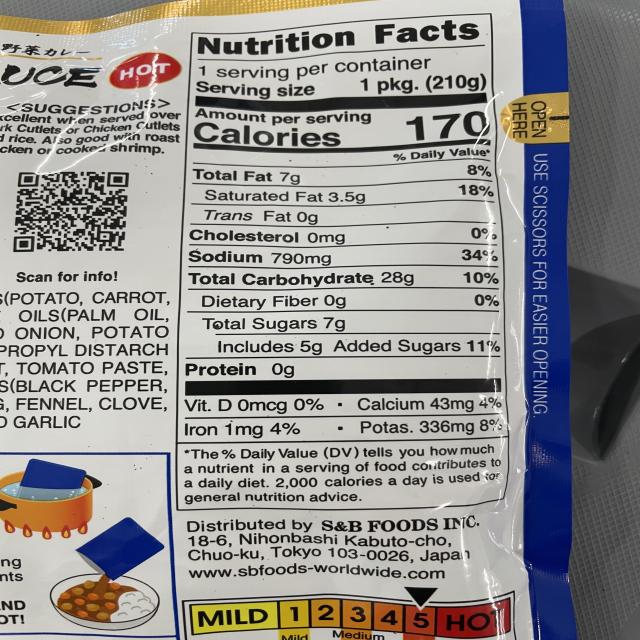 野菜カレー
UCE HOT
<SUGGESTIONS>
excellent when served over
rk Cutlets or Chicken Cutlets
d rice. Also good with roast
cken or cooked shrimp.
Scan for info!
S(POTATO, CARROT,
OILS(PALM OIL,
ONION, POTATO
PROPYL DISTARCH
T, TOMATO PASTE,
S(BLACK PEPPER,
G, FENNEL, CLOVE,
D GARLIC
ng
nts
AND
OT!
Nutrition Facts
1 serving per container
Serving size 1 pkg. (210g)
Amount per serving
Calories 170
% Daily Value*
Total Fat 7g 8%
Saturated Fat 3.5g 18%
Trans Fat 0g
Cholesterol 0mg 0%
Sodium 790mg 34%
Total Carbohydrate 28g 10%
Dietary Fiber 0g 0%
Total Sugars 7g
Includes 5g Added Sugars 11%
Protein 0g
Vit. D 0mcg 0% • Calcium 43mg 4%
Iron 1mg 4% • Potas. 336mg 8%
*The % Daily Value (DV) tells you how much
a nutrient in a serving of food contributes to
a daily diet. 2,000 calories a day is used for
general nutrition advice.
Distributed by S&B FOODS INC.
18-6, Nihonbashi Kabuto-cho,
Chuo-ku, Tokyo 103-0026, Japan
www.sbfoods-worldwide.com
MILD 1 2 3 4 5 HOT
Mild Medium
OPEN
HERE
USE SCISSORS FOR EASIER OPENING.